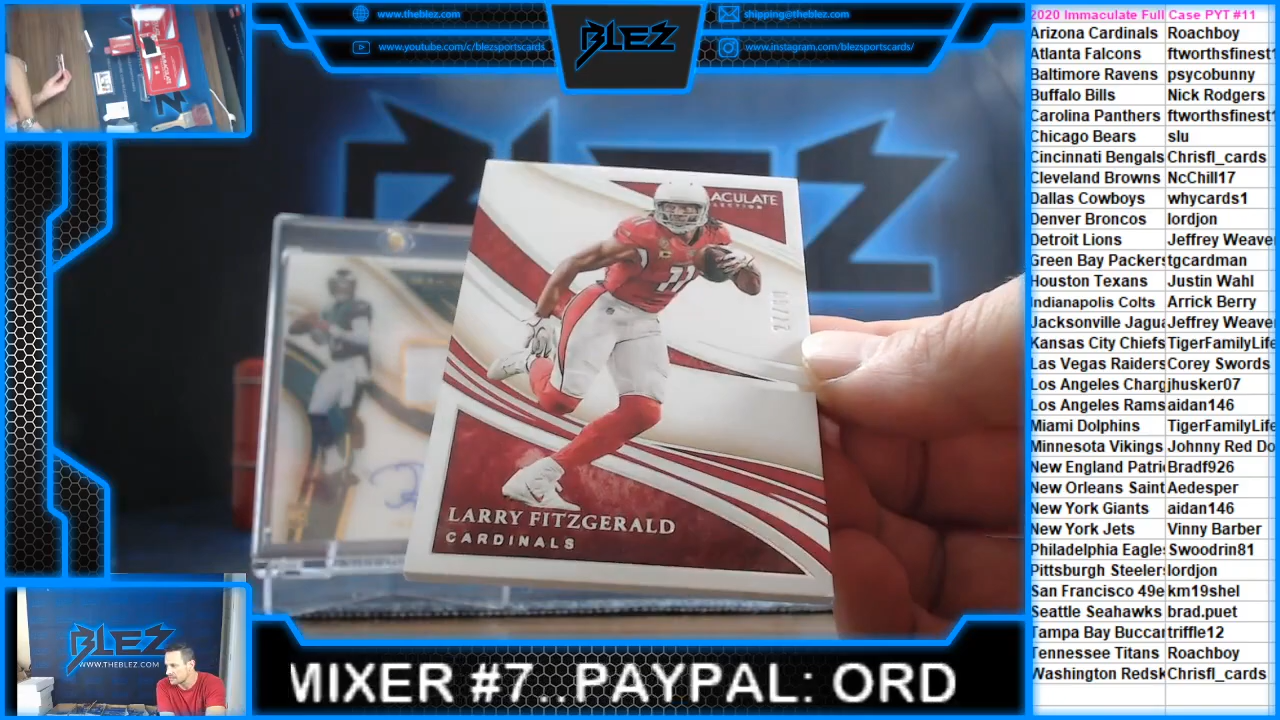 www.theblez.com
www.youtube.com/c/blezsportscards
BLEZ
shipping@theblez.com
www.instagram.com/blezsportscards/
ACULATE
LARRY FITZGERALD
CARDINALS
BLEZ
WWW.THEBLEZ.COM
MIXER #7..PAYPAL: ORD
2020 Immaculate Full Case PYT #11
Arizona Cardinals Roachboy
Atlanta Falcons ftworthsfinest1
Baltimore Ravens psycobunny
Buffalo Bills Nick Rodgers
Carolina Panthers ftworthsfinest1
Chicago Bears slu
Cincinnati Bengals Chrisfl_cards
Cleveland Browns NcChill17
Dallas Cowboys whycards1
Denver Broncos lordjon
Detroit Lions Jeffrey Weave
Green Bay Packers tgcardman
Houston Texans Justin Wahl
Indianapolis Colts Arrick Berry
Jacksonville Jagua Jeffrey Weave
Kansas City Chiefs TigerFamilyLife
Las Vegas Raiders Corey Swords
Los Angeles Charg jhusker07
Los Angeles Rams aidan146
Miami Dolphins TigerFamilyLife
Minnesota Vikings Johnny Red Do
New England Patri Bradf926
New Orleans Saint Aedesper
New York Giants aidan146
New York Jets Vinny Barber
Philadelphia Eagle Swoodrin81
Pittsburgh Steeler lordjon
San Francisco 49e km19shel
Seattle Seahawks brad.puet
Tampa Bay Bucca triffle12
Tennessee Titans Roachboy
Washington Redsk Chrisfl_cards